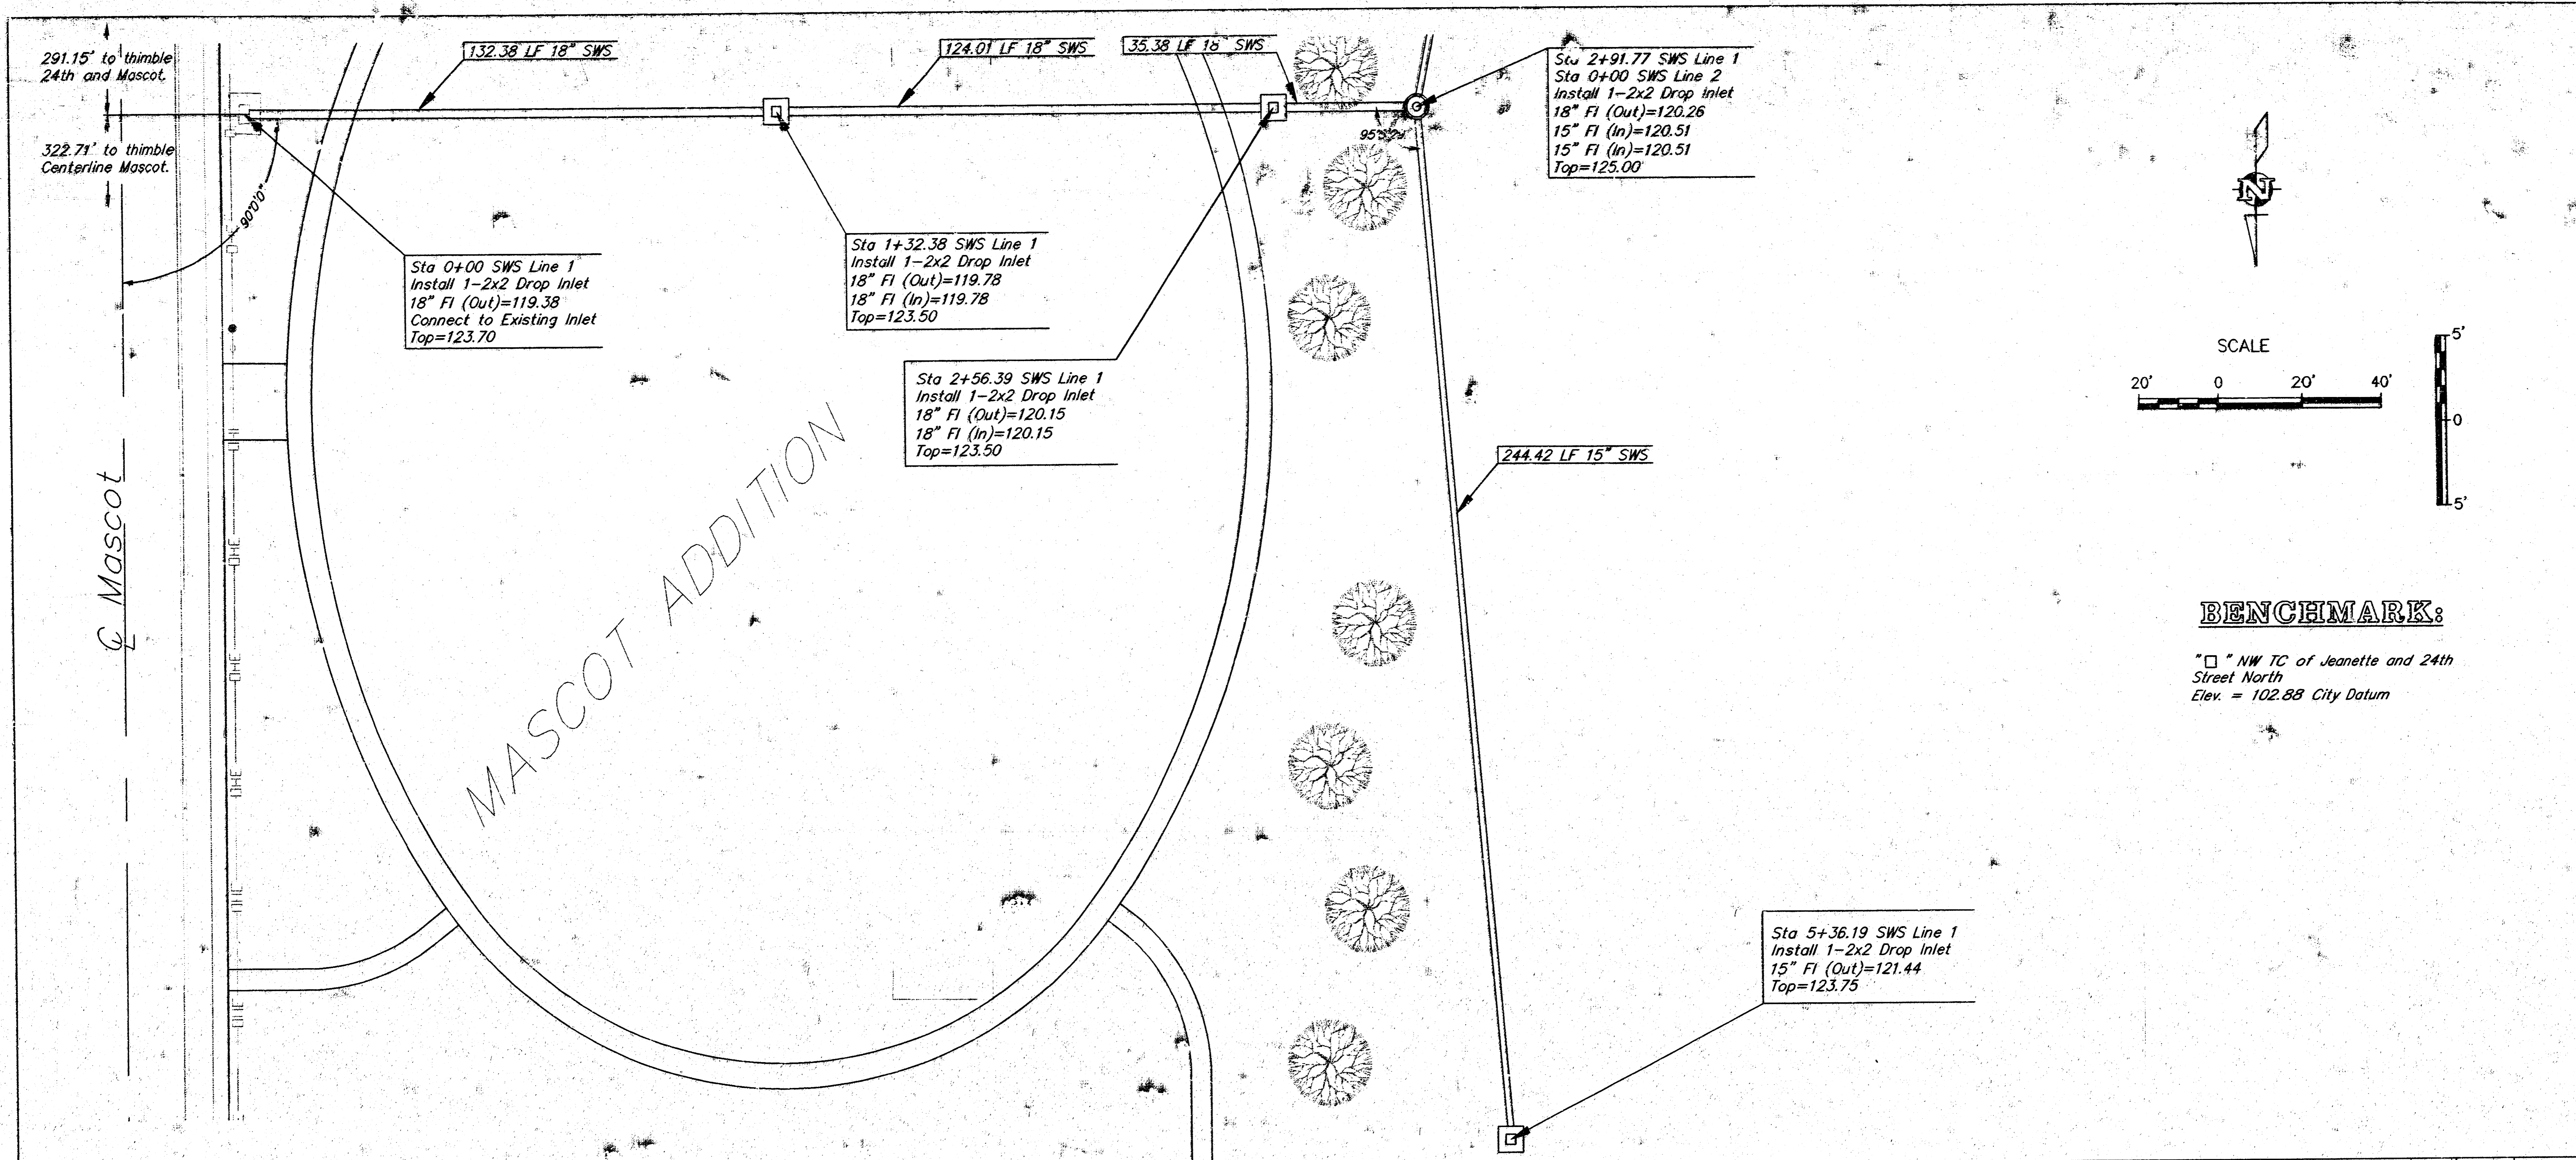 291.15' to thimble
24th and Mascot.
322.71' to thimble
Centerline Mascot.
90°0'0"
132.38 LF 18" SWS
124.01 LF 18" SWS
35.38 LF 18" SWS
Sta 2+91.77 SWS Line 1
Sta 0+00 SWS Line 2
Install 1-2x2 Drop Inlet
18" Fl (Out)=120.26
15" Fl (In)=120.51
15" Fl (In)=120.51
Top=125.00
Sta 0+00 SWS Line 1
Install 1-2x2 Drop Inlet
18" Fl (Out)=119.38
Connect to Existing Inlet
Top=123.70
Sta 1+32.38 SWS Line 1
Install 1-2x2 Drop Inlet
18" Fl (Out)=119.78
18" Fl (In)=119.78
Top=123.50
Sta 2+56.39 SWS Line 1
Install 1-2x2 Drop Inlet
18" Fl (Out)=120.15
18" Fl (In)=120.15
Top=123.50
244.42 LF 15" SWS
℄ Mascot
MASCOT ADDITION
OHE
OHE
N
SCALE
20' 0 20' 40'
5'
0
5'
BENCHMARK:
"□" NW TC of Jeanette and 24th
Street North
Elev. = 102.88 City Datum
Sta 5+36.19 SWS Line 1
Install 1-2x2 Drop Inlet
15" Fl (Out)=121.44
Top=123.75